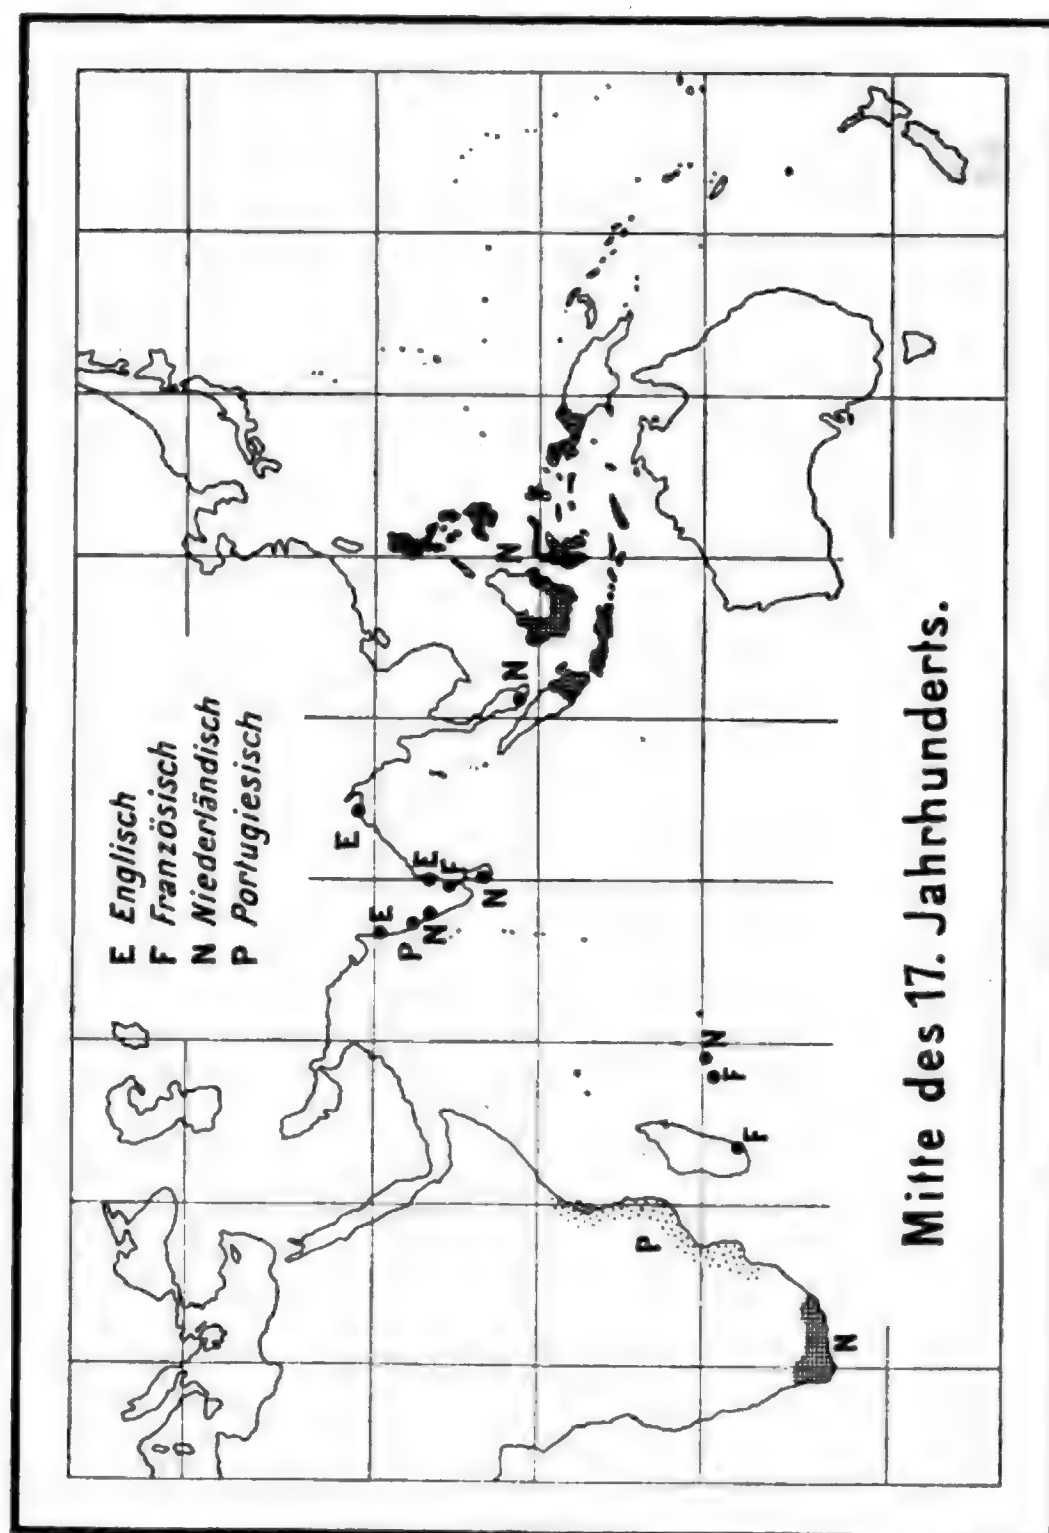 E Englisch
F Französisch
N Niederländisch
P Portugiesisch
E
E
P
E
N
F
N
N
N
P
N
F
F
N
Mitte des 17. Jahrhunderts.